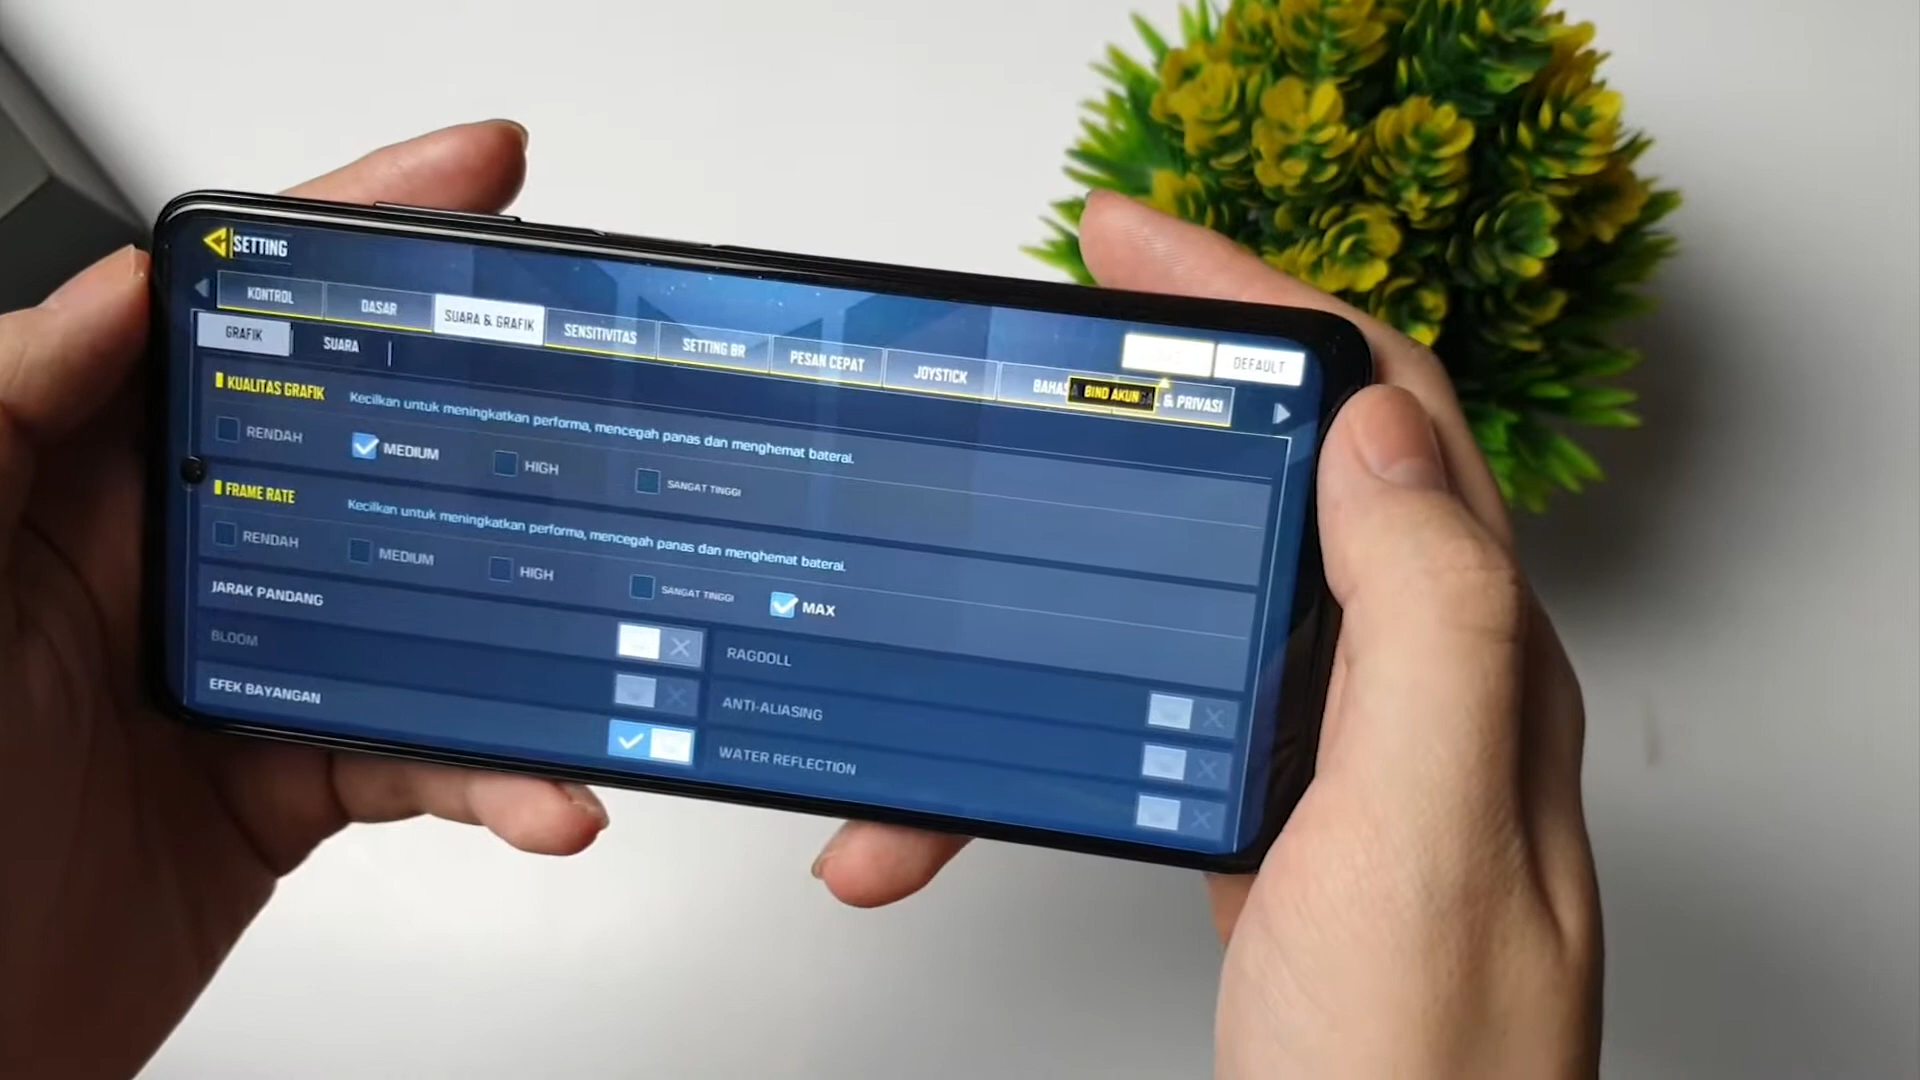 SETTING
KONTROL
DASAR
SUARA & GRAFIK
SENSITIVITAS
SETTING BR
PESAN CEPAT
JOYSTICK
BAHASA
BIND AKUN
& PRIVASI
DEFAULT
GRAFIK
SUARA
KUALITAS GRAFIK
Kecilkan untuk meningkatkan performa, mencegah panas dan menghemat baterai.
RENDAH
MEDIUM
HIGH
SANGAT TINGGI
FRAME RATE
Kecilkan untuk meningkatkan performa, mencegah panas dan menghemat baterai.
RENDAH
MEDIUM
HIGH
SANGAT TINGGI
MAX
JARAK PANDANG
RAGDOLL
BLOOM
ANTI-ALIASING
EFEK BAYANGAN
WATER REFLECTION